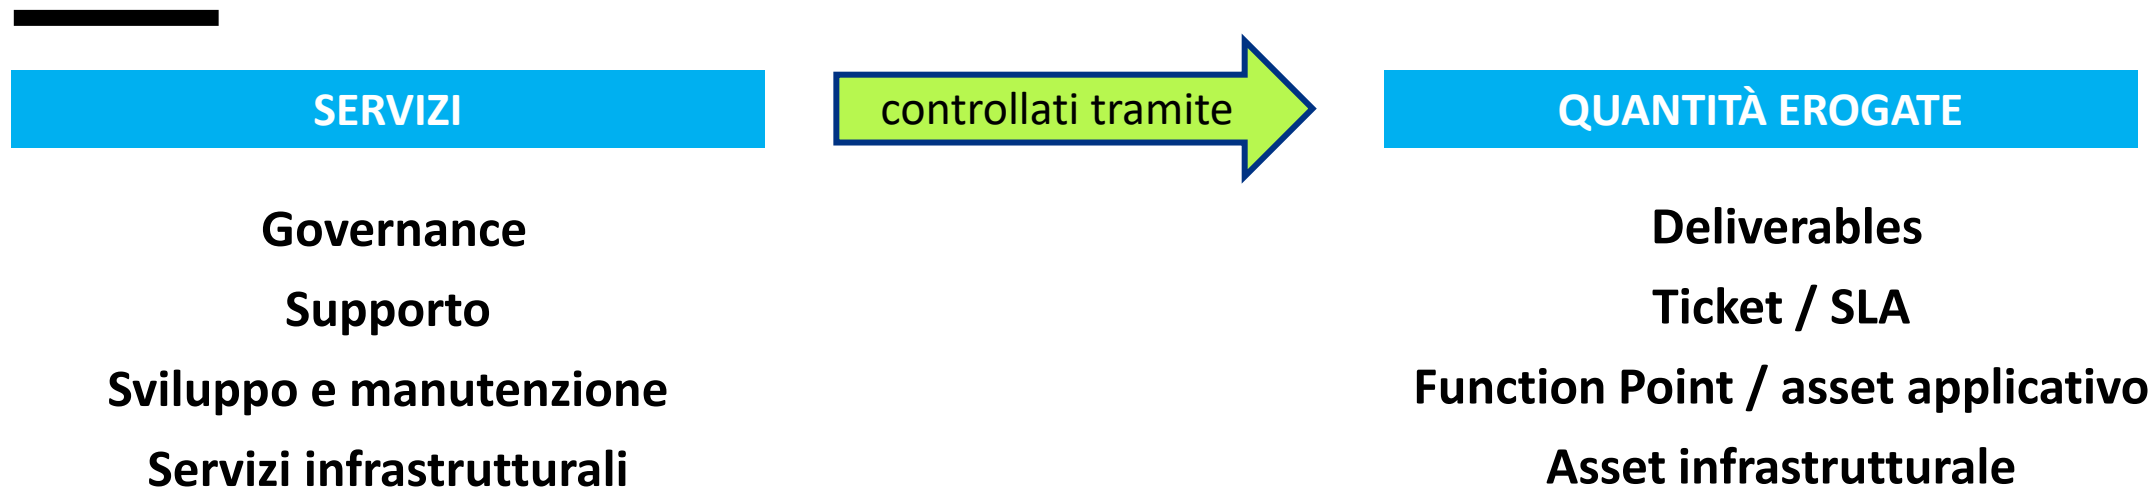 SERVIZI
controllati tramite
QUANTITÀ EROGATE
Governance
Deliverables
Supporto
Ticket / SLA
Sviluppo e manutenzione
Function Point / asset applicativo
Servizi infrastrutturali
Asset infrastrutturale